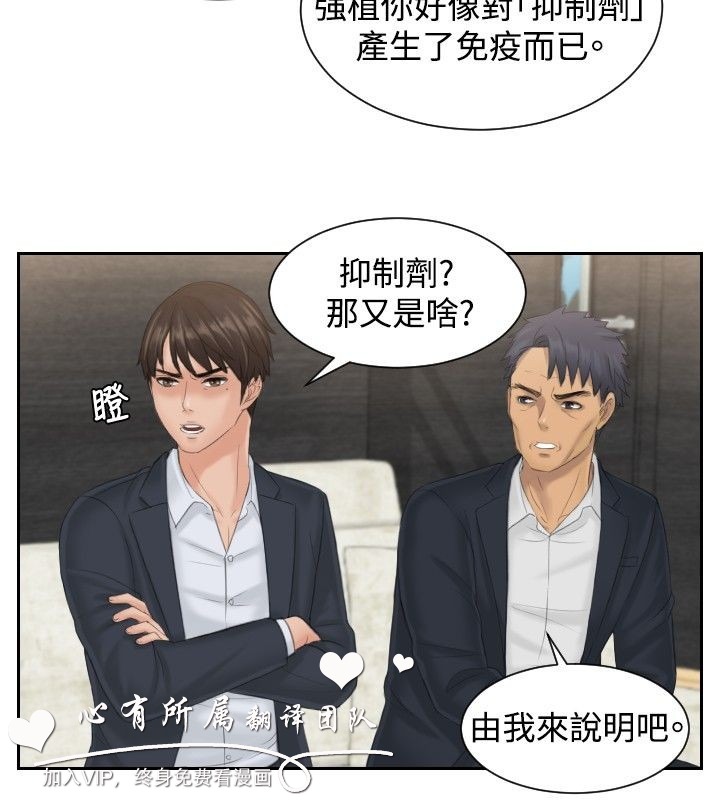 強植你好像對「抑制劑」
產生了免疫而已。
抑制劑?
那又是啥?
瞪
由我來說明吧。
心有所属翻译团队
加入VIP，终身免费看漫画